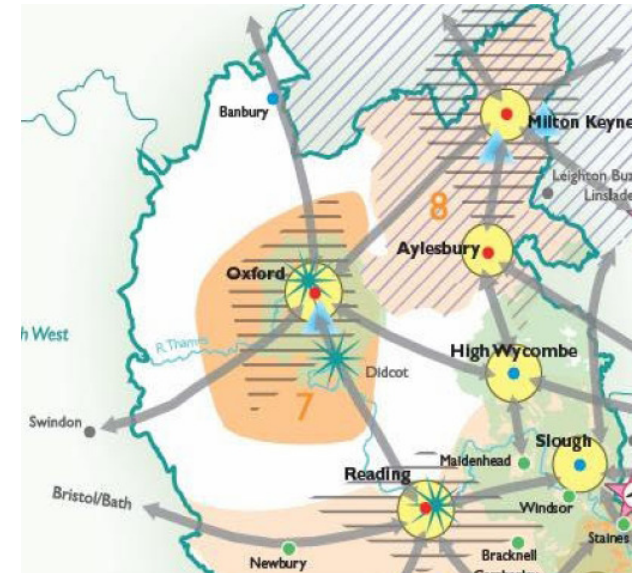 Banbury
Milton Keyne
Leighton Buz
Linslade
8
Aylesbury
Oxford
h West
R Thames
High Wycombe
Didcot
7
Swindon
Slough
Reading
Maidenhead
Bristol/Bath
Windsor
Staines
Newbury
Bracknell